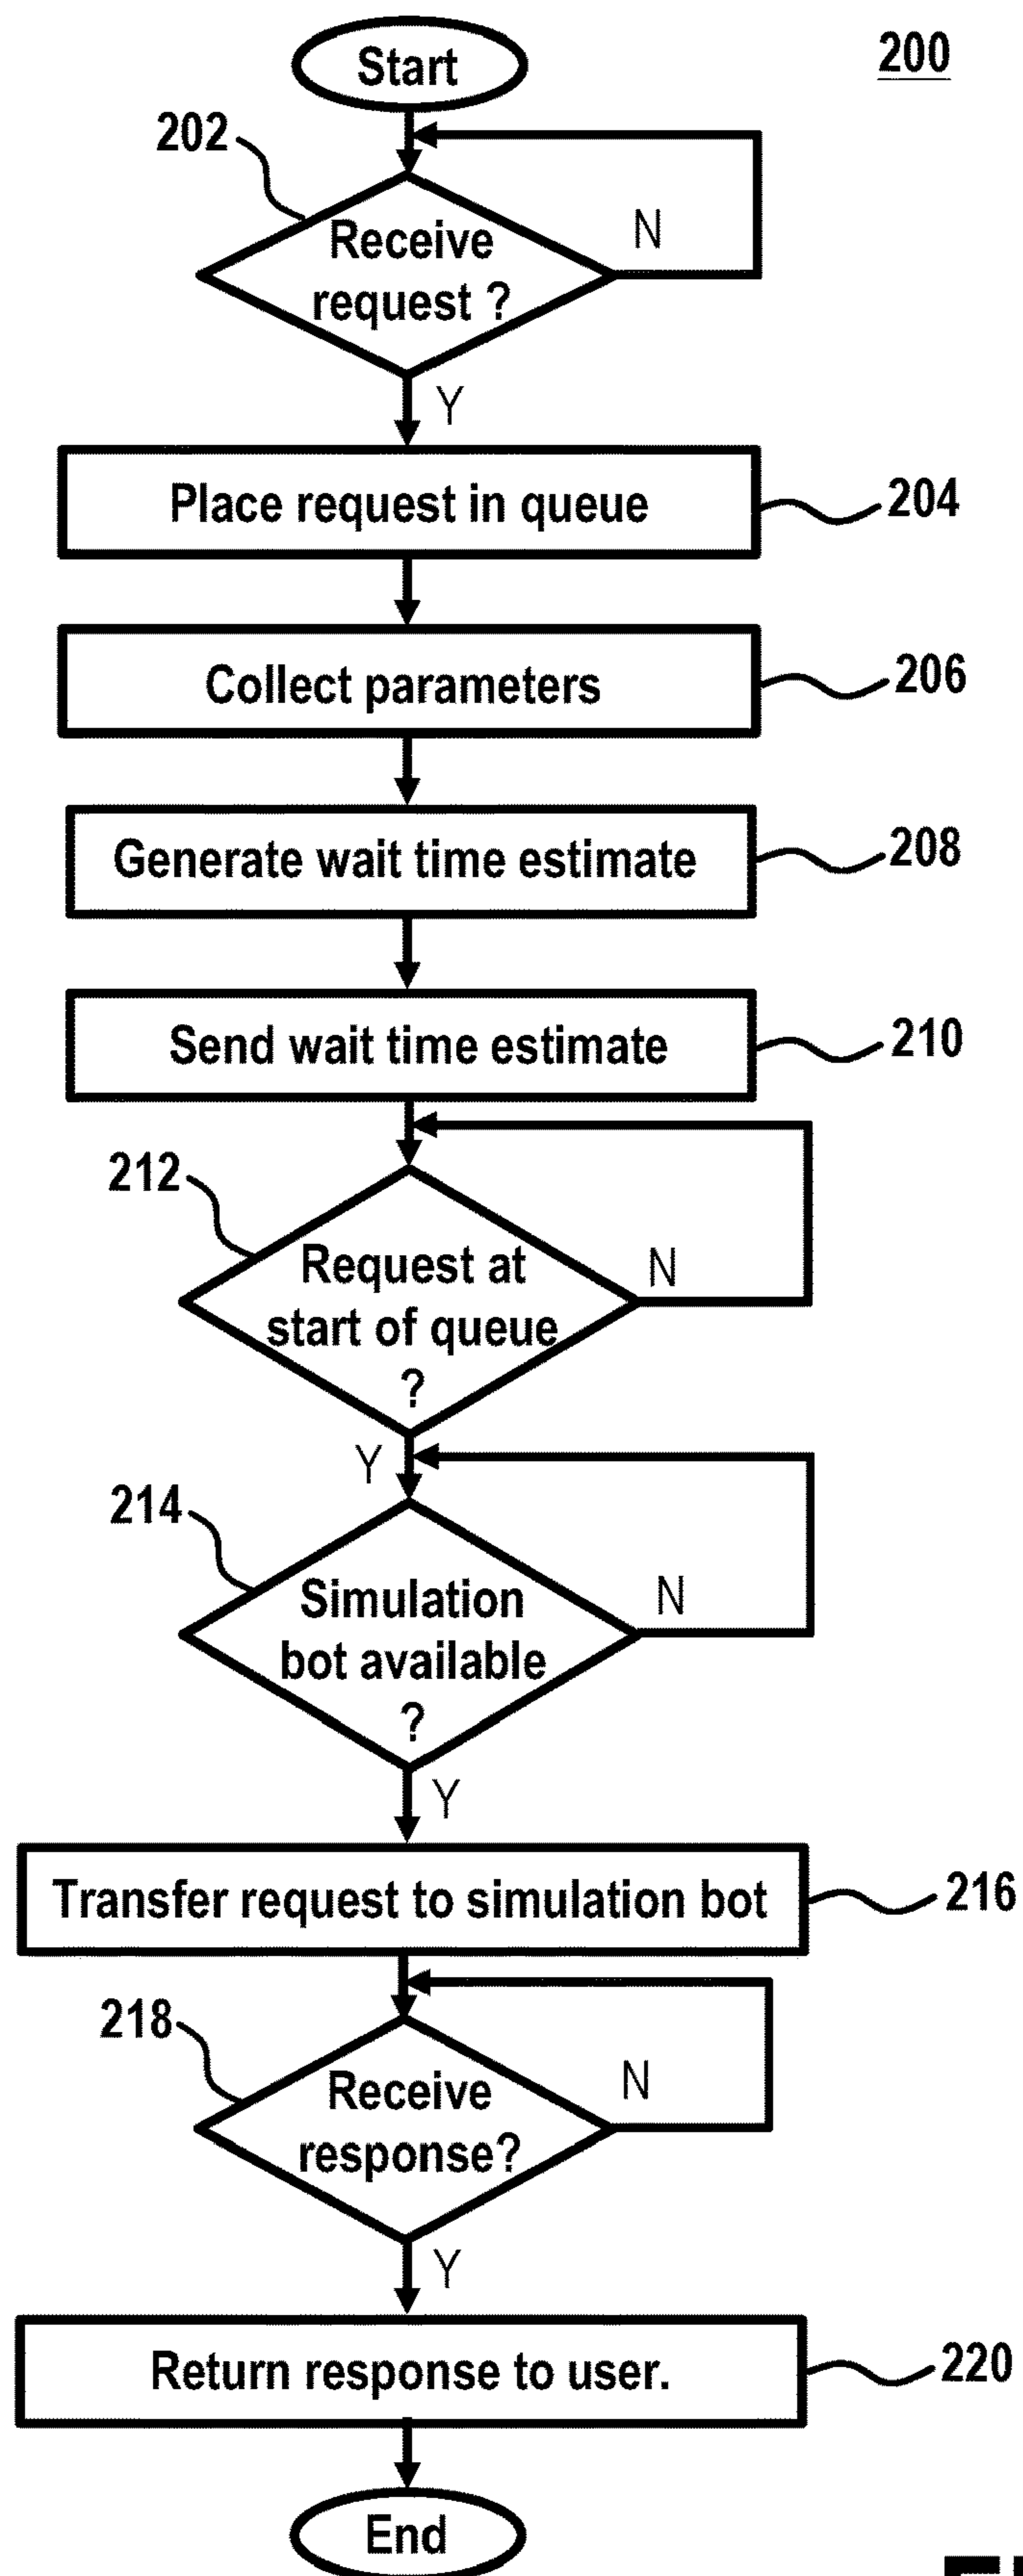 Start
200
202
Receive
request ?
N
Y
Place request in queue
204
Collect parameters
206
Generate wait time estimate
208
Send wait time estimate
210
212
Request at
start of queue
?
N
Y
214
Simulation
bot available
?
N
Y
Transfer request to simulation bot
216
218
Receive
response?
N
Y
Return response to user.
220
End